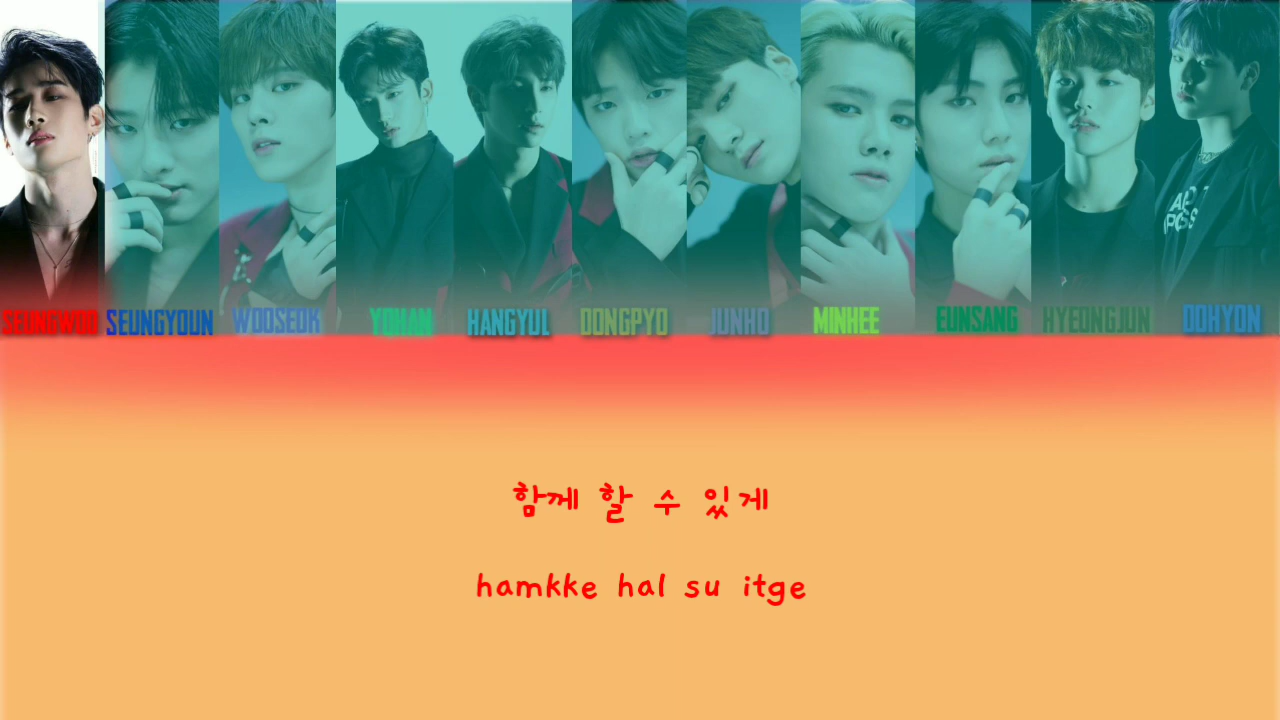 SEUNGWOO SEUNGYOUN WOOSEOK YOHAN HANGYUL DONGPYO JUNHO MINHEE EUNSANG HYEONGJUN DOHYON
함께 할 수 있게
hamkke hal su itge